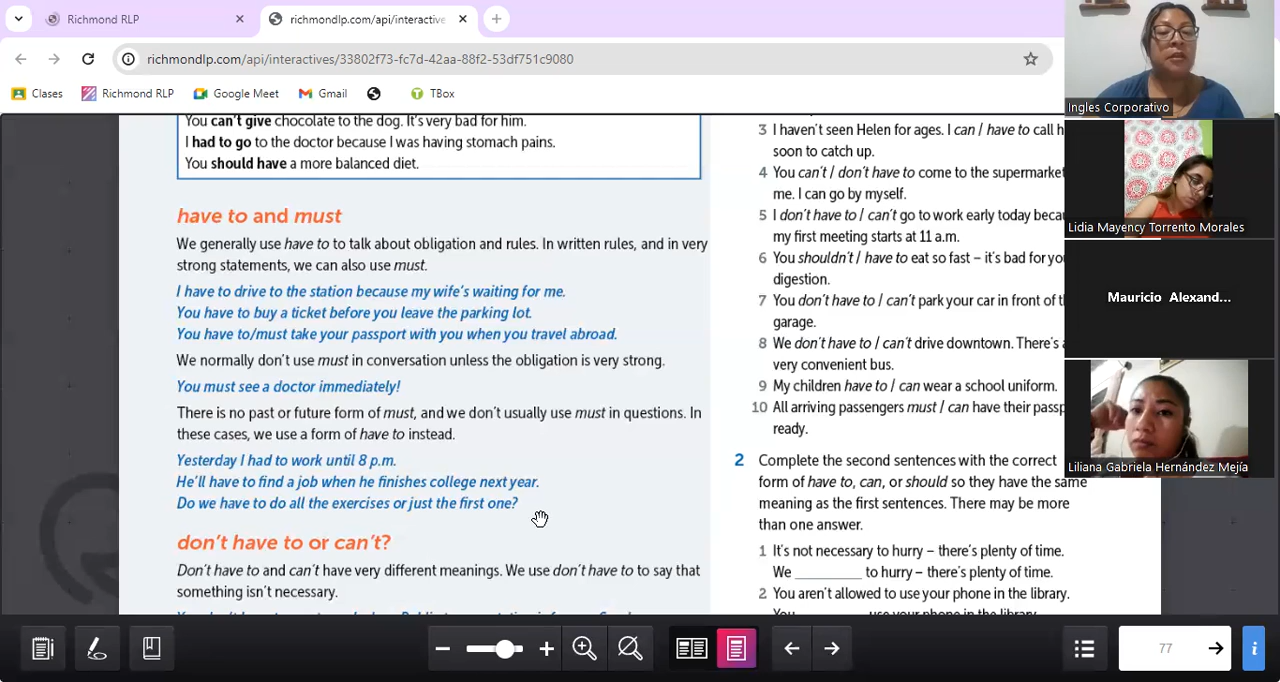 Richmond RLP
richmondlp.com/api/interactive
richmondlp.com/api/interactives/33802f73-fc7d-42aa-88f2-53df751c9080
Clases
Richmond RLP
Google Meet
Gmail
TBox
You can't give chocolate to the dog. It's very bad for him.
I had to go to the doctor because I was having stomach pains.
You should have a more balanced diet.
have to and must
We generally use have to to talk about obligation and rules. In written rules, and in very
strong statements, we can also use must.
I have to drive to the station because my wife's waiting for me.
You have to buy a ticket before you leave the parking lot.
You have to/must take your passport with you when you travel abroad.
We normally don't use must in conversation unless the obligation is very strong.
You must see a doctor immediately!
There is no past or future form of must, and we don't usually use must in questions. In
these cases, we use a form of have to instead.
Yesterday I had to work until 8 p.m.
He'll have to find a job when he finishes college next year.
Do we have to do all the exercises or just the first one?
don't have to or can't?
Don't have to and can't have very different meanings. We use don't have to to say that
something isn't necessary.
3 I haven't seen Helen for ages. I can / have to call h
soon to catch up.
4 You can't / don't have to come to the supermarket
me. I can go by myself.
5 I don't have to / can't go to work early today beca
my first meeting starts at 11 a.m.
6 You shouldn't / have to eat so fast – it's bad for yo
digestion.
7 You don't have to / can't park your car in front of t
garage.
8 We don't have to / can't drive downtown. There's
very convenient bus.
9 My children have to / can wear a school uniform.
10 All arriving passengers must / can have their passp
ready.
2 Complete the second sentences with the correct
form of have to, can, or should so they have the same
meaning as the first sentences. There may be more
than one answer.
1 It's not necessary to hurry – there's plenty of time.
We ________ to hurry – there's plenty of time.
2 You aren't allowed to use your phone in the library.
Ingles Corporativo
Lidia Mayency Torrento Morales
Mauricio Alexand...
Liliana Gabriela Hernández Mejía
77